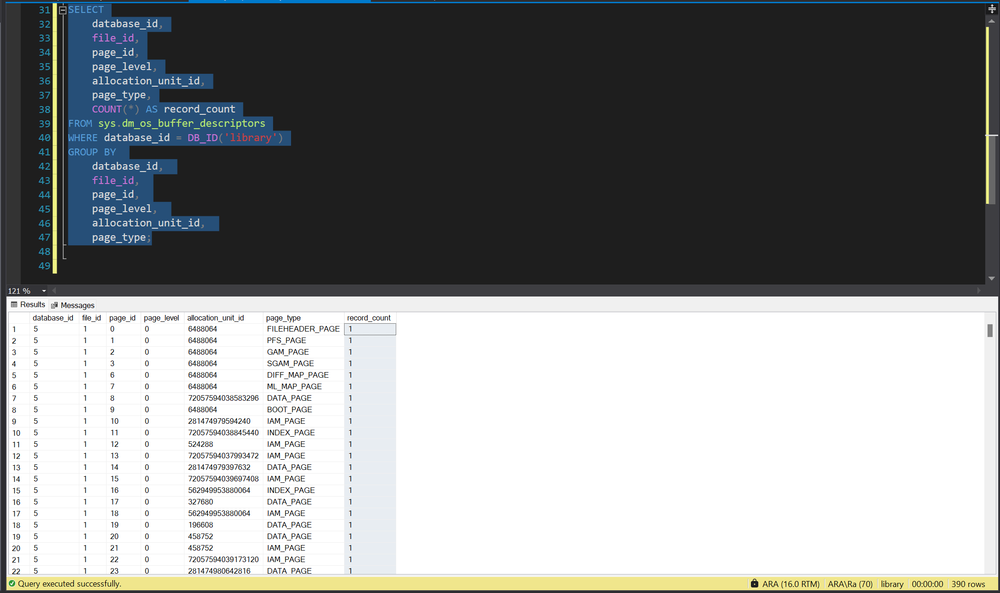 31 SELECT
32 database_id,
33 file_id,
34 page_id,
35 page_level,
36 allocation_unit_id,
37 page_type,
38 COUNT(*) AS record_count
39 FROM sys.dm_os_buffer_descriptors
40 WHERE database_id = DB_ID('library')
41 GROUP BY
42 database_id,
43 file_id,
44 page_id,
45 page_level,
46 allocation_unit_id,
47 page_type;
48
49
121 %
Results Messages
database_id file_id page_id page_level allocation_unit_id page_type record_count
1 5 1 0 0 6488064 FILEHEADER_PAGE 1
2 5 1 1 0 6488064 PFS_PAGE 1
3 5 1 2 0 6488064 GAM_PAGE 1
4 5 1 3 0 6488064 SGAM_PAGE 1
5 5 1 6 0 6488064 DIFF_MAP_PAGE 1
6 5 1 7 0 6488064 ML_MAP_PAGE 1
7 5 1 8 0 72057594038583296 DATA_PAGE 1
8 5 1 9 0 6488064 BOOT_PAGE 1
9 5 1 10 0 281474979594240 IAM_PAGE 1
10 5 1 11 0 72057594038845440 INDEX_PAGE 1
11 5 1 12 0 524288 IAM_PAGE 1
12 5 1 13 0 72057594037993472 IAM_PAGE 1
13 5 1 14 0 281474979397632 DATA_PAGE 1
14 5 1 15 0 72057594039697408 IAM_PAGE 1
15 5 1 16 0 562949953880064 INDEX_PAGE 1
16 5 1 17 0 327680 DATA_PAGE 1
17 5 1 18 0 562949953880064 IAM_PAGE 1
18 5 1 19 0 196608 DATA_PAGE 1
19 5 1 20 0 458752 DATA_PAGE 1
20 5 1 21 0 458752 IAM_PAGE 1
21 5 1 22 0 72057594039173120 IAM_PAGE 1
22 5 1 23 0 281474980642816 DATA_PAGE 1
Query executed successfully. ARA (16.0 RTM) ARA\Ra (70) library 00:00:00 390 rows